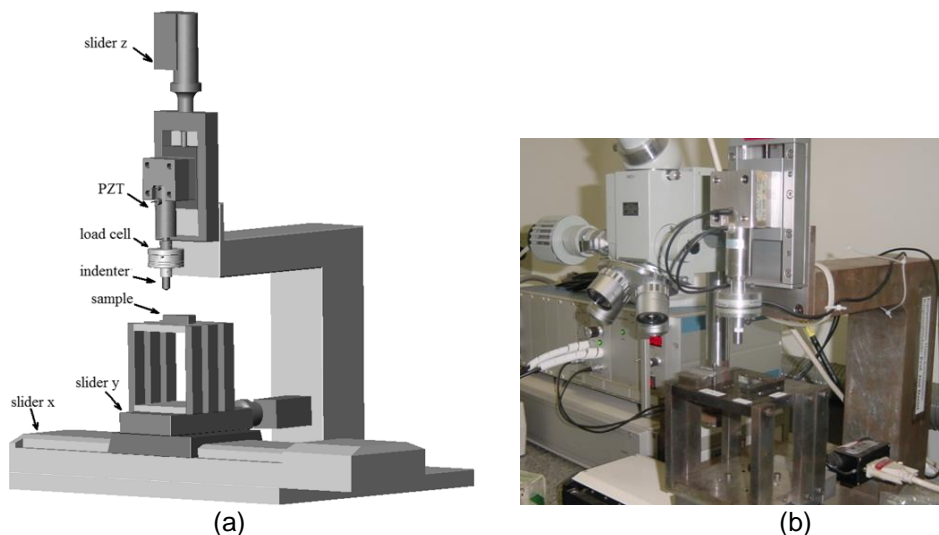 slider z
PZT
load cell
indenter
sample
slider y
slider x
(a)
(b)